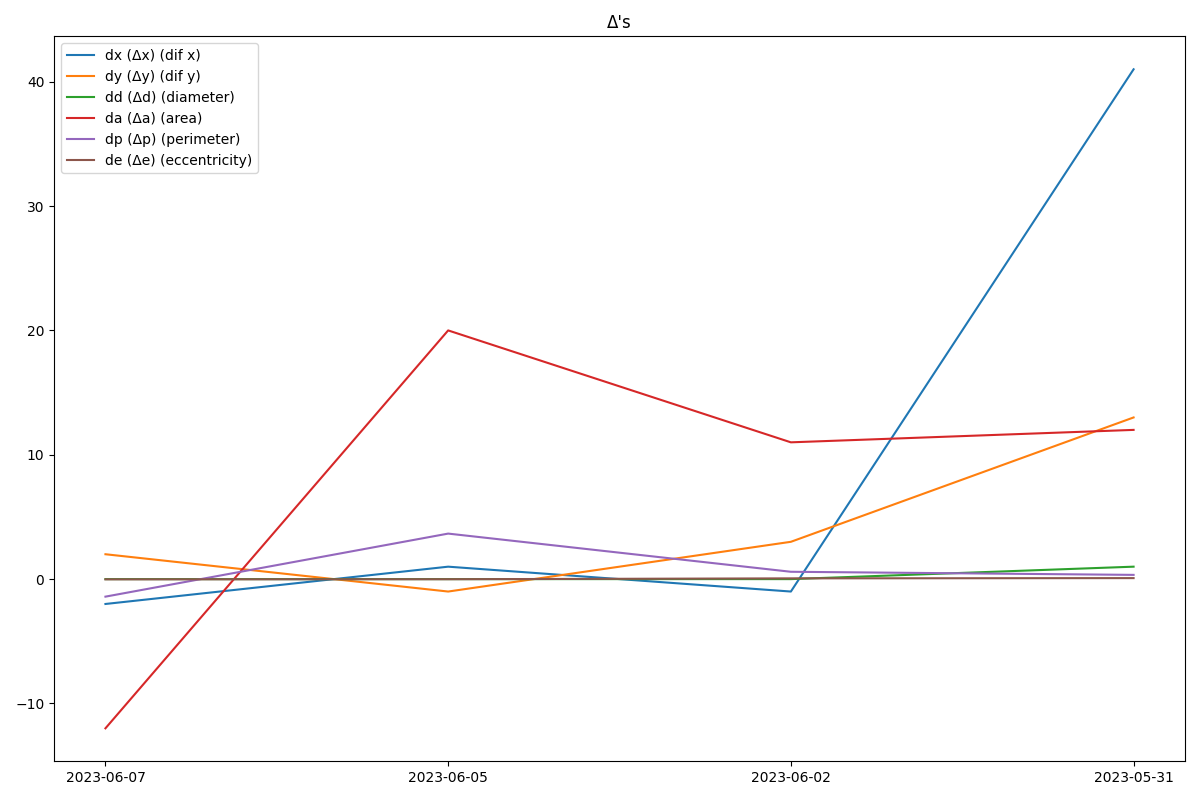 Δ's
dx (Δx) (dif x)
dy (Δy) (dif y)
dd (Δd) (diameter)
da (Δa) (area)
dp (Δp) (perimeter)
de (Δe) (eccentricity)
40
30
20
10
0
−10
2023-06-07 2023-06-05 2023-06-02 2023-05-31